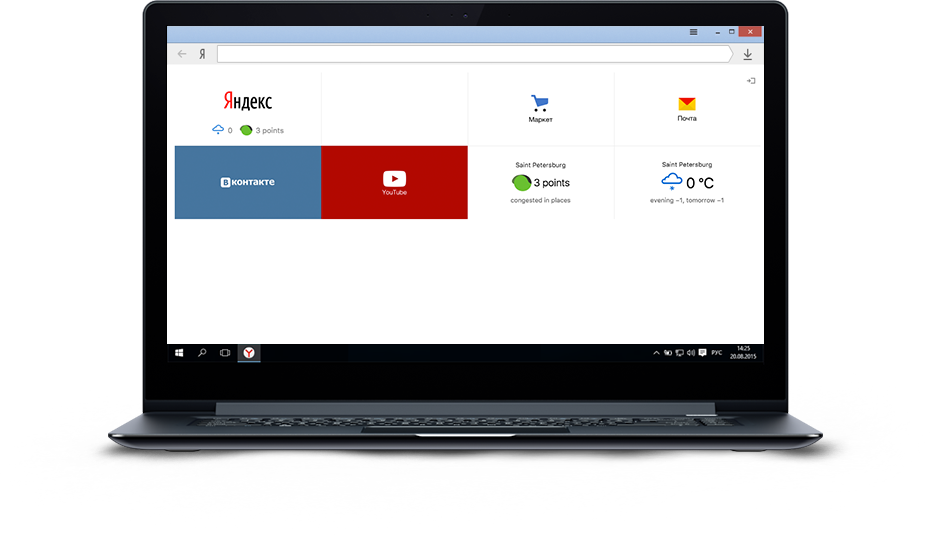 Я
Яндекс
0 3 points
Маркет
Почта
В контакте
YouTube
Saint Petersburg
3 points
congested in places
Saint Petersburg
0 °C
evening −1, tomorrow −1
РУС
14:25
20.08.2015